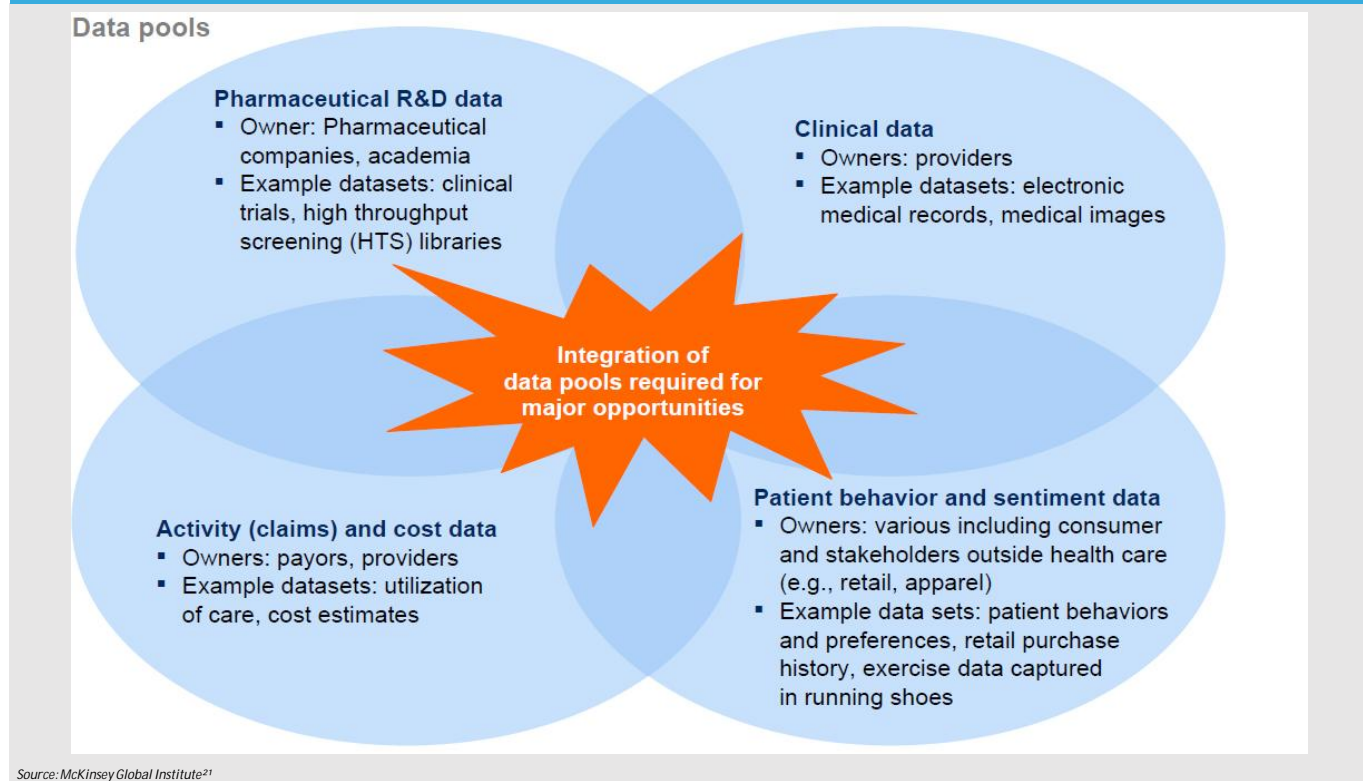 Data pools
Pharmaceutical R&D data
▪ Owner: Pharmaceutical
companies, academia
▪ Example datasets: clinical
trials, high throughput
screening (HTS) libraries
Clinical data
▪ Owners: providers
▪ Example datasets: electronic
medical records, medical images
Integration of
data pools required for
major opportunities
Activity (claims) and cost data
▪ Owners: payors, providers
▪ Example datasets: utilization
of care, cost estimates
Patient behavior and sentiment data
▪ Owners: various including consumer
and stakeholders outside health care
(e.g., retail, apparel)
▪ Example data sets: patient behaviors
and preferences, retail purchase
history, exercise data captured
in running shoes
Source: McKinsey Global Institute²¹